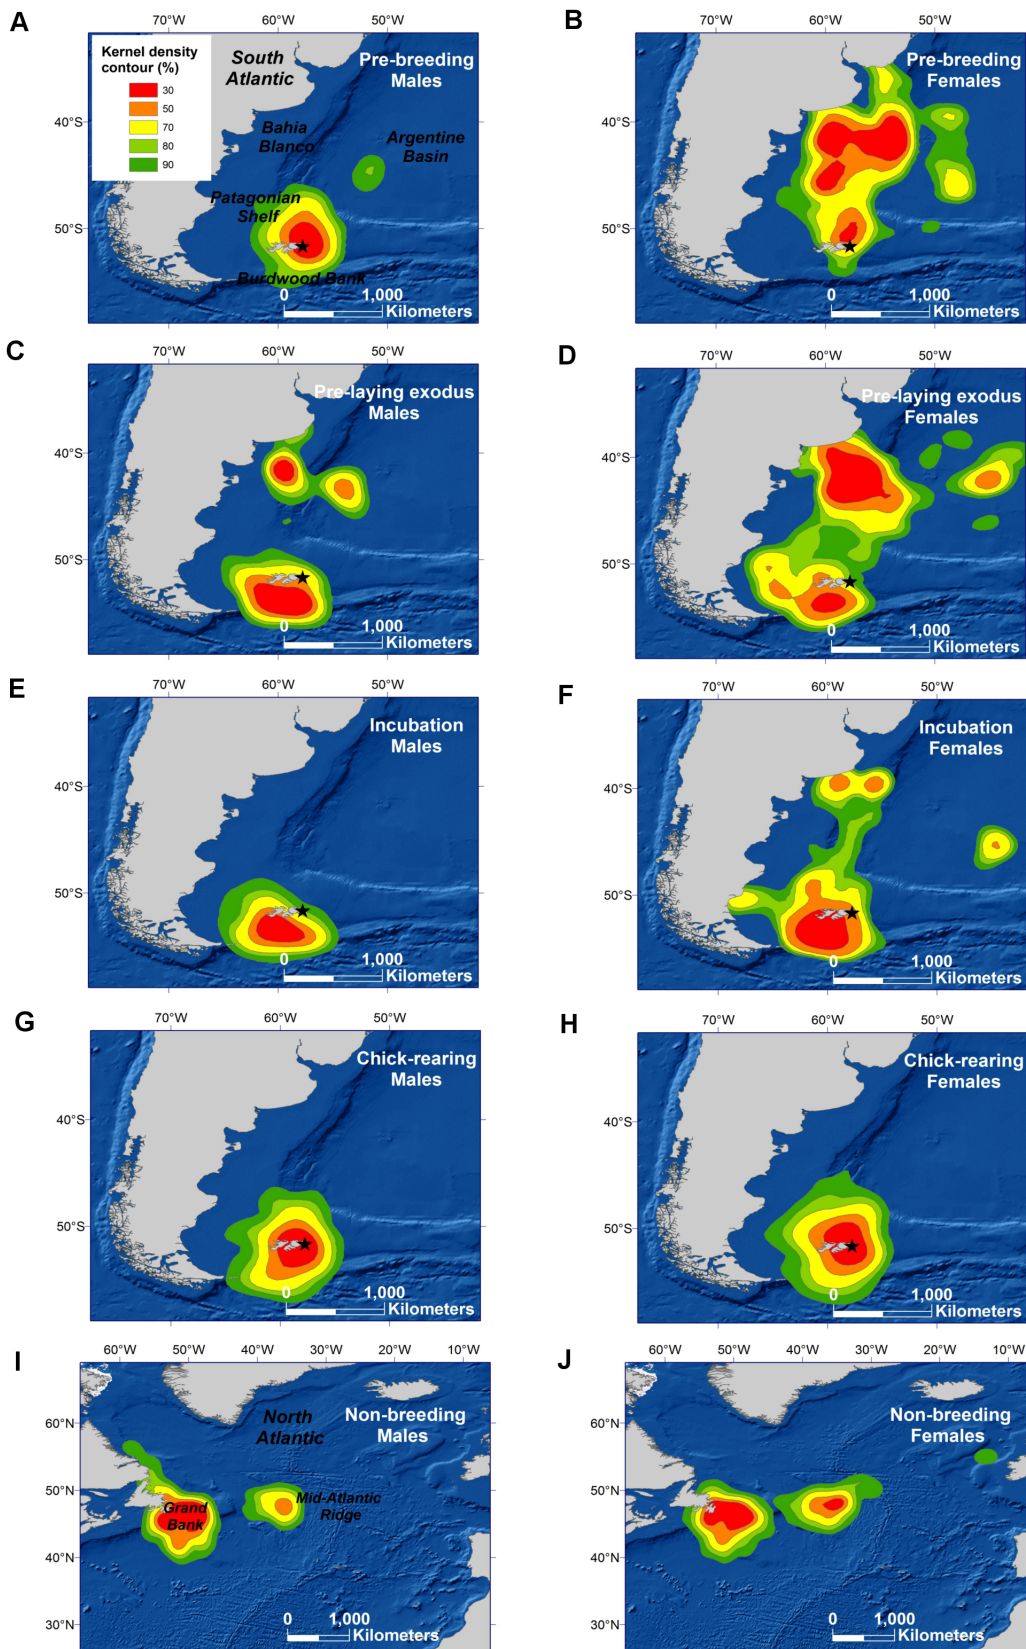 A
70°W 60°W 50°W
Kernel density
contour (%)
30
50
70
80
90
South
Atlantic
Pre-breeding
Males
40°S
Bahia
Blanco
Argentine
Basin
Patagonian
Shelf
50°S
Burdwood Bank
0 1,000
Kilometers
70°W 60°W 50°W
B
70°W 60°W 50°W
Pre-breeding
Females
40°S
50°S
0 1,000
Kilometers
70°W 60°W 50°W
C
Pre-laying exodus
Males
40°S
50°S
0 1,000
Kilometers
D
Pre-laying exodus
Females
40°S
50°S
0 1,000
Kilometers
E
70°W 60°W 50°W
Incubation
Males
40°S
50°S
0 1,000
Kilometers
F
70°W 60°W 50°W
Incubation
Females
40°S
50°S
0 1,000
Kilometers
G
70°W 60°W 50°W
Chick-rearing
Males
40°S
50°S
0 1,000
Kilometers
H
70°W 60°W 50°W
Chick-rearing
Females
40°S
50°S
0 1,000
Kilometers
I
60°W 50°W 40°W 30°W 20°W 10°W
North
Atlantic
Non-breeding
Males
60°N
50°N
Grand
Bank
Mid-Atlantic
Ridge
40°N
30°N
0 1,000
Kilometers
J
60°W 50°W 40°W 30°W 20°W 10°W
Non-breeding
Females
60°N
50°N
40°N
30°N
0 1,000
Kilometers